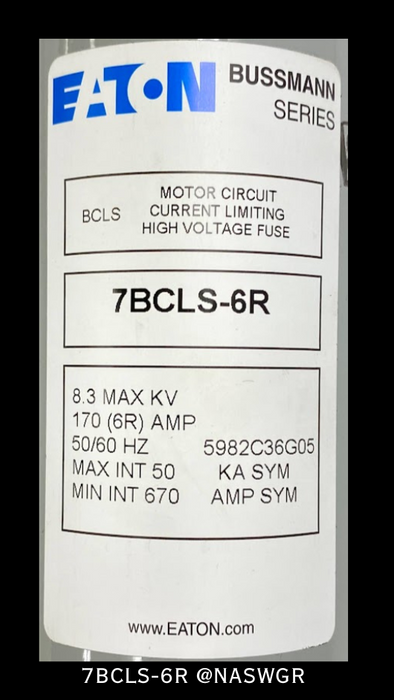 EATON BUSSMANN
SERIES
BCLS
MOTOR CIRCUIT
CURRENT LIMITING
HIGH VOLTAGE FUSE
7BCLS-6R
8.3 MAX KV
170 (6R) AMP
50/60 HZ 5982C36G05
MAX INT 50 KA SYM
MIN INT 670 AMP SYM
www.EATON.com
7BCLS-6R @NASWGR